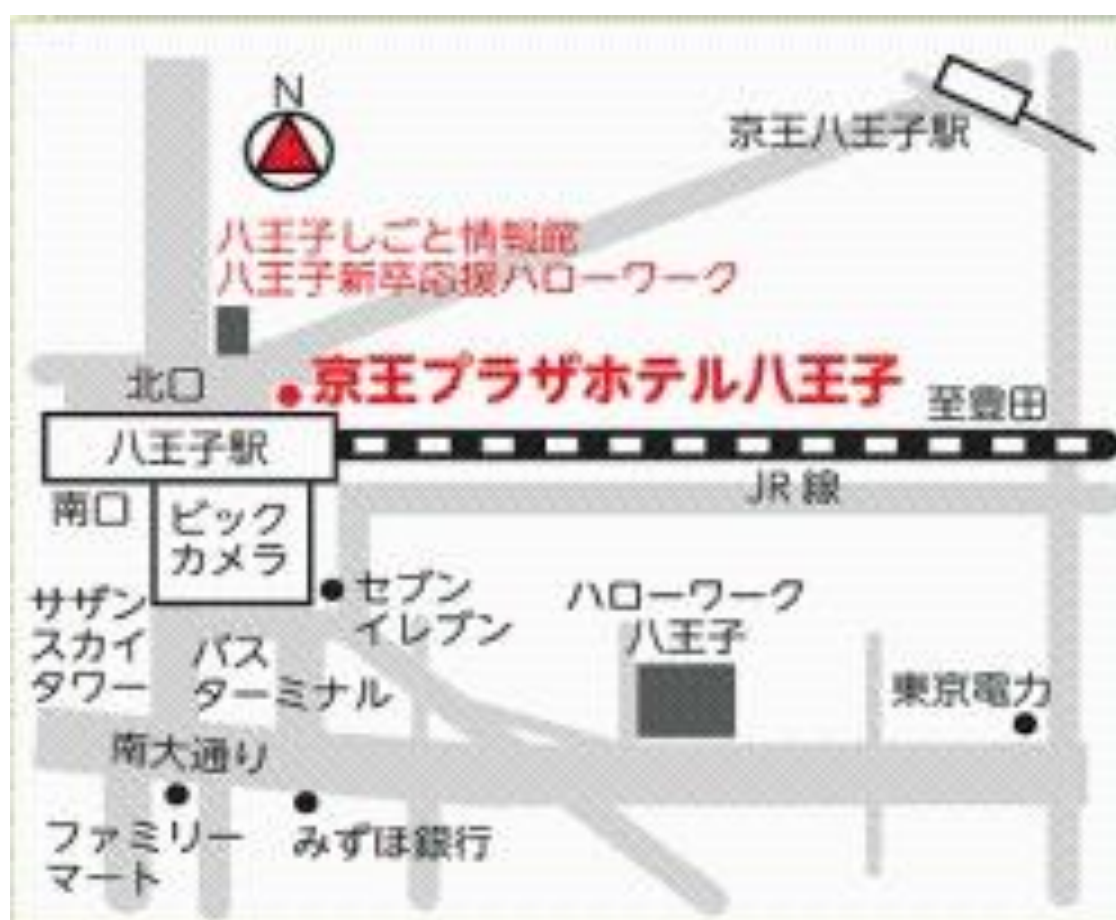 N
京王八王子駅
八王子しごと情報館
八王子新卒応援ハローワーク
北口
京王プラザホテル八王子
至豊田
八王子駅
JR線
南口
ビック
カメラ
セブン
イレブン
ハローワーク
八王子
サザン
スカイ
タワー
バス
ターミナル
東京電力
南大通り
ファミリー
マート
みずほ銀行